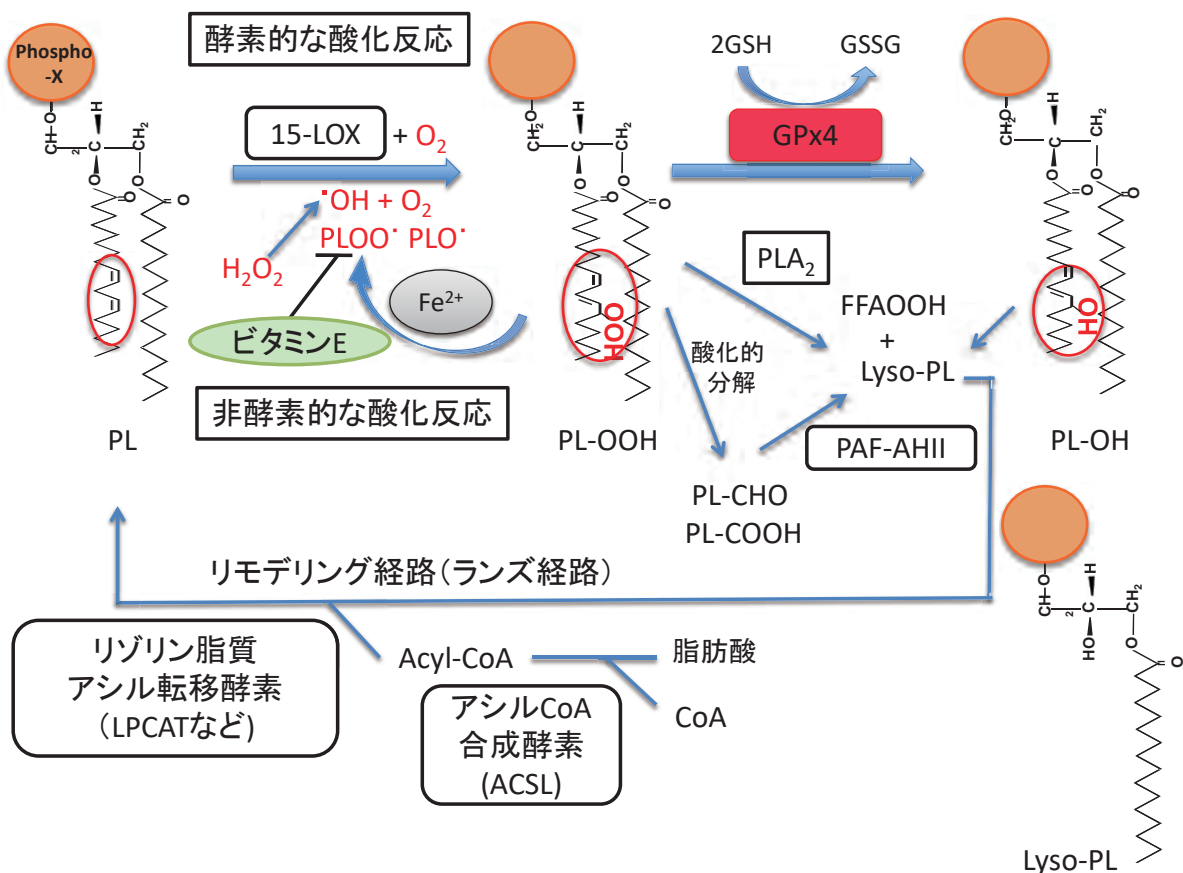 酵素的な酸化反応
Phospho
-X
15-LOX + O₂
˙OH + O₂
PLOO˙ PLO˙
H₂O₂
Fe²⁺
ビタミンE
非酵素的な酸化反応
PL
OOH
PL-OOH
2GSH
GSSG
GPx4
PLA₂
FFAOOH
+
Lyso-PL
酸化的
分解
PAF-AHII
PL-CHO
PL-COOH
OH
PL-OH
リモデリング経路（ランズ経路）
リゾリン脂質
アシル転移酵素
（LPCATなど)
Acyl-CoA
脂肪酸
CoA
アシルCoA
合成酵素
(ACSL)
H
C
CH₂
HO
O
O
Lyso-PL